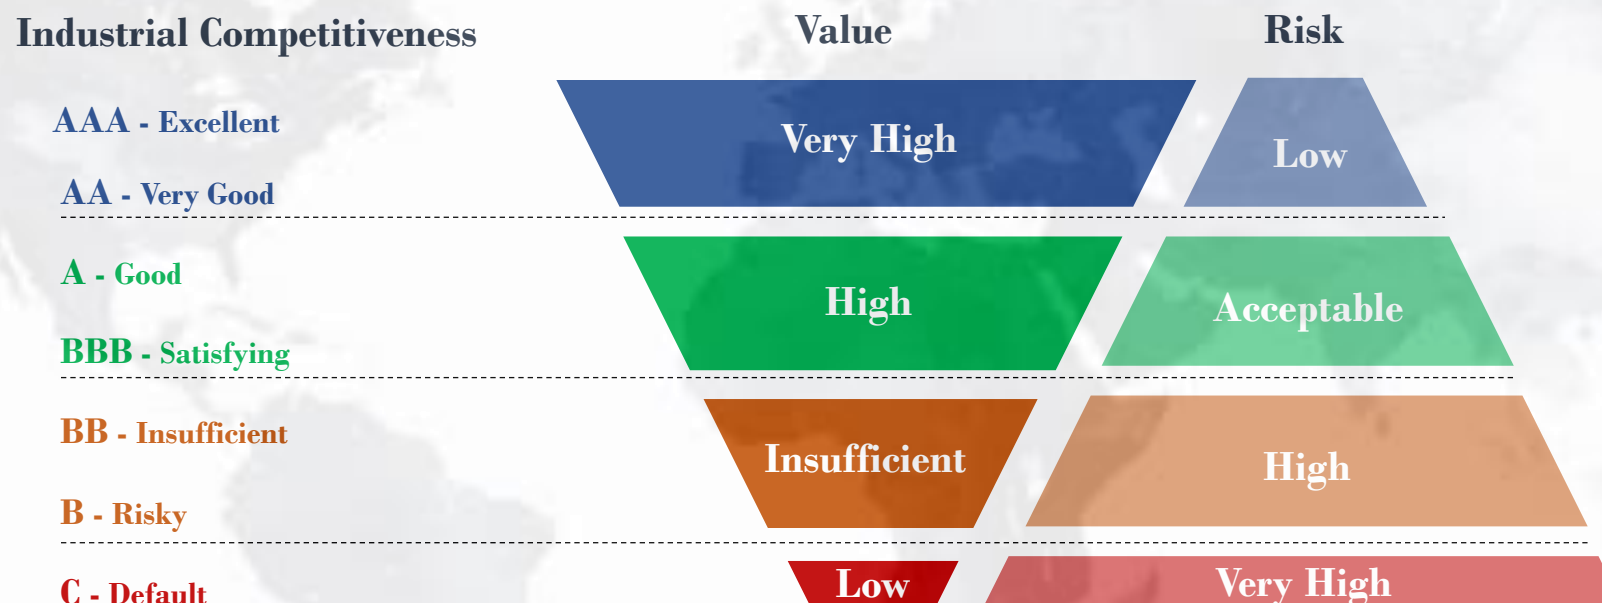 Industrial Competitiveness Value Risk
AAA - Excellent
Very High Low
AA - Very Good
A - Good
High Acceptable
BBB - Satisfying
BB - Insufficient
Insufficient High
B - Risky
C - Default Low Very High